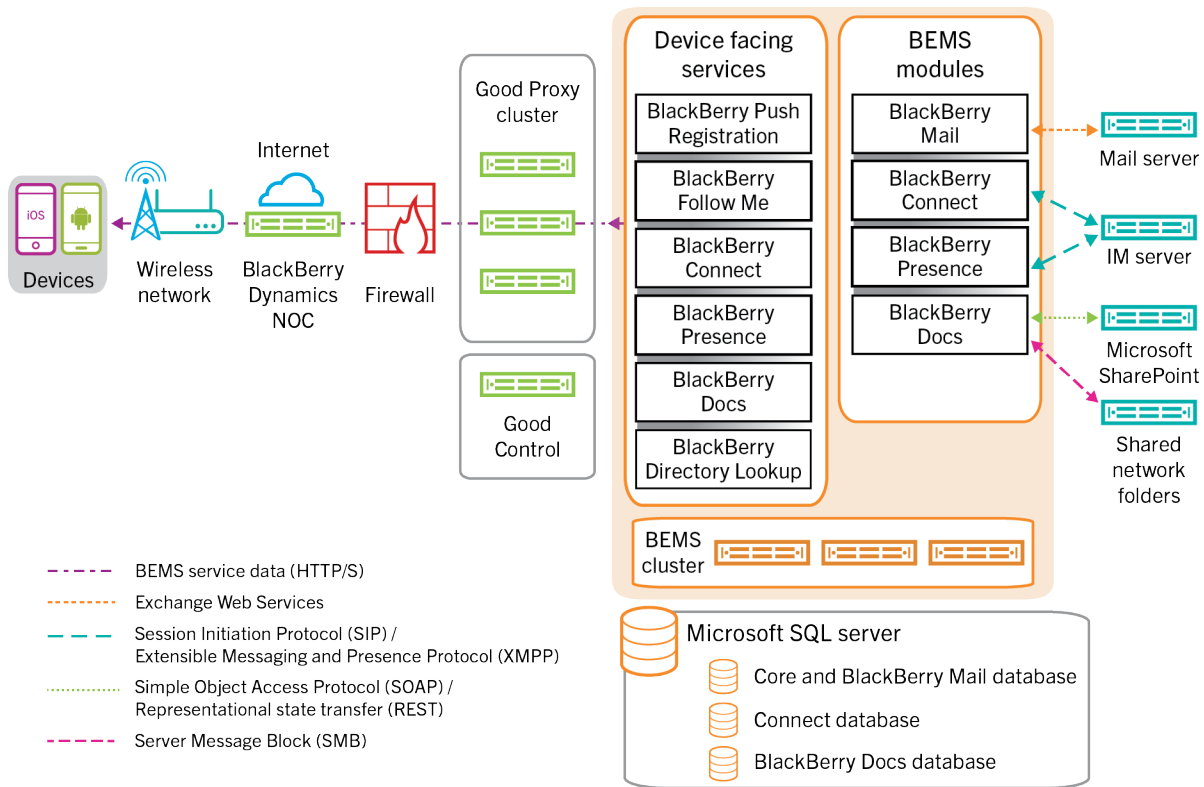 iOS
Devices
Wireless
network
Internet
BlackBerry
Dynamics
NOC
Firewall
Good Proxy
cluster
Good
Control
Device facing
services
BlackBerry Push
Registration
BlackBerry
Follow Me
BlackBerry
Connect
BlackBerry
Presence
BlackBerry
Docs
BlackBerry
Directory Lookup
BEMS
modules
BlackBerry
Mail
BlackBerry
Connect
BlackBerry
Presence
BlackBerry
Docs
Mail server
IM server
Microsoft
SharePoint
Shared
network
folders
BEMS
cluster
BEMS service data (HTTP/S)
Exchange Web Services
Session Initiation Protocol (SIP) /
Extensible Messaging and Presence Protocol (XMPP)
Simple Object Access Protocol (SOAP) /
Representational state transfer (REST)
Server Message Block (SMB)
Microsoft SQL server
Core and BlackBerry Mail database
Connect database
BlackBerry Docs database